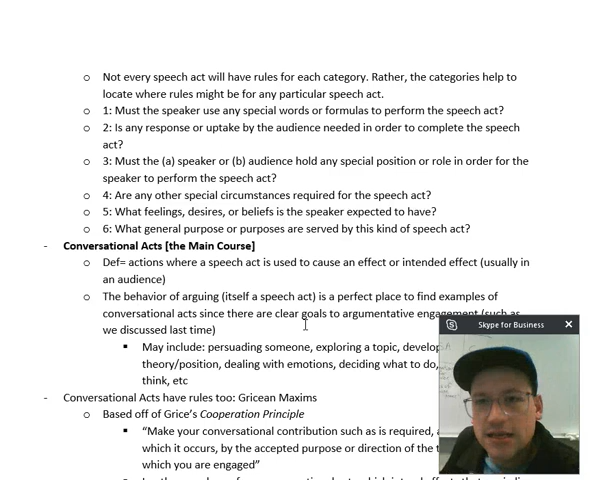 o Not every speech act will have rules for each category. Rather, the categories help to
locate where rules might be for any particular speech act.
o 1: Must the speaker use any special words or formulas to perform the speech act?
o 2: Is any response or uptake by the audience needed in order to complete the speech
act?
o 3: Must the (a) speaker or (b) audience hold any special position or role in order for the
speaker to perform the speech act?
o 4: Are any other special circumstances required for the speech act?
o 5: What feelings, desires, or beliefs is the speaker expected to have?
o 6: What general purpose or purposes are served by this kind of speech act?
- Conversational Acts [the Main Course]
o Def= actions where a speech act is used to cause an effect or intended effect (usually in
an audience)
o The behavior of arguing (itself a speech act) is a perfect place to find examples of
conversational acts since there are clear goals to argumentative engagement (such as
we discussed last time)
Skype for Business
▪ May include: persuading someone, exploring a topic,
theory/position, dealing with emotions, deciding what to do,
think, etc
- Conversational Acts have rules too: Gricean Maxims
o Based off of Grice's Cooperation Principle
▪ “Make your conversational contribution such as is required,
which it occurs, by the accepted purpose or direction of the
which you are engaged”